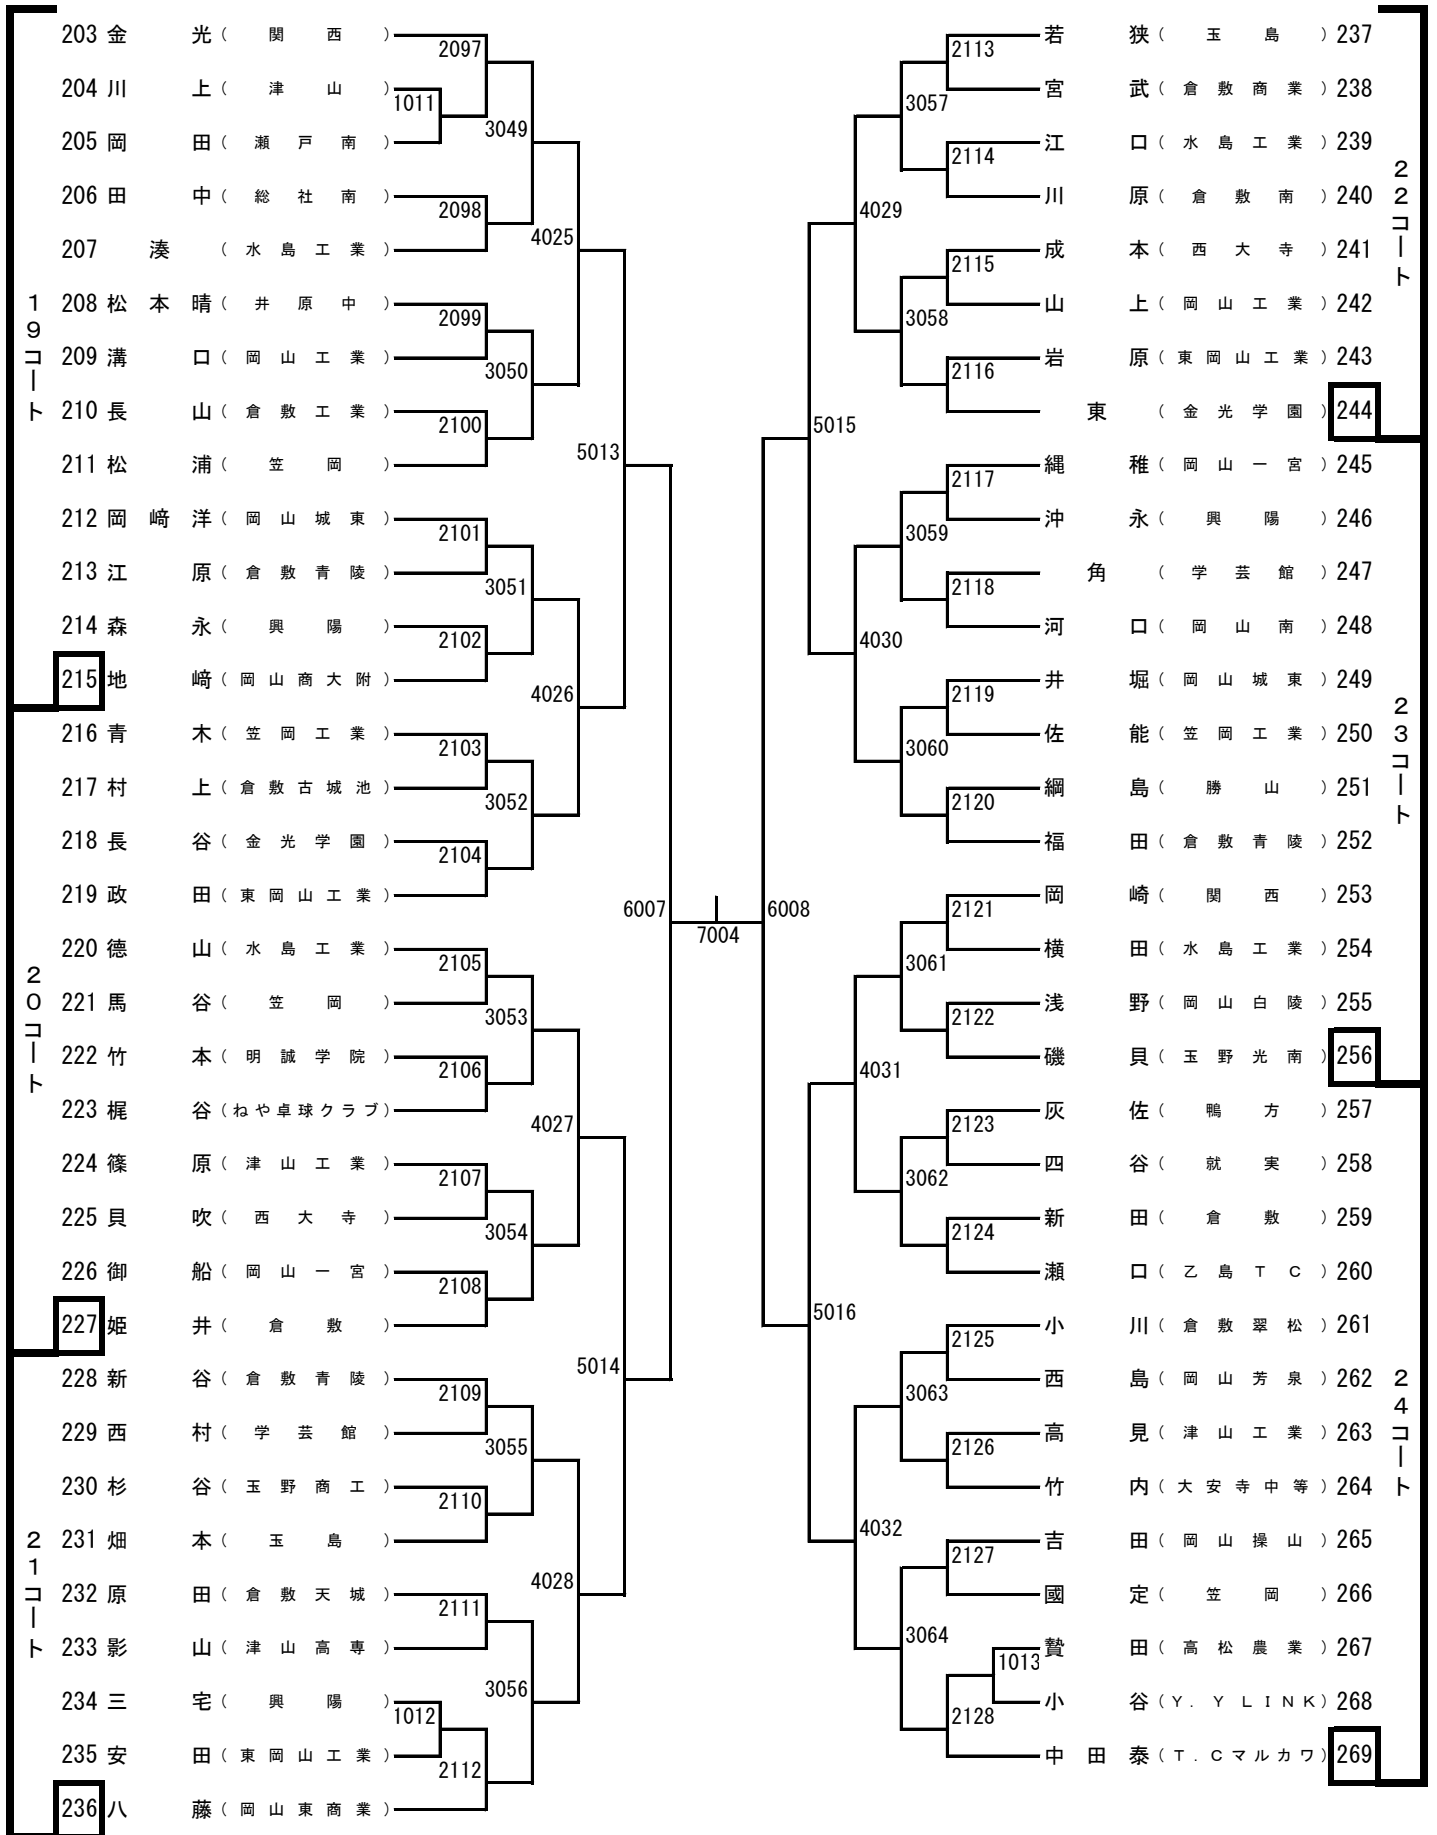 19コート
203 金光（関西）
204 川上（津山）
205 岡田（瀬戸南）
206 田中（総社南）
207 湊（水島工業）
208 松本晴（井原中）
209 溝口（岡山工業）
210 長山（倉敷工業）
211 松浦（笠岡）
212 岡﨑洋（岡山城東）
213 江原（倉敷青陵）
214 森永（興陽）
215 地﨑（岡山商大附）
20コート
216 青木（笠岡工業）
217 村上（倉敷古城池）
218 長谷（金光学園）
219 政田（東岡山工業）
220 德山（水島工業）
221 馬谷（笠岡）
222 竹本（明誠学院）
223 梶谷（ねや卓球クラブ）
224 篠原（津山工業）
225 貝吹（西大寺）
226 御船（岡山一宮）
227 姫井（倉敷）
21コート
228 新谷（倉敷青陵）
229 西村（学芸館）
230 杉谷（玉野商工）
231 畑本（玉島）
232 原田（倉敷天城）
233 影山（津山高専）
234 三宅（興陽）
235 安田（東岡山工業）
236 八藤（岡山東商業）
1011
1012
2097
2098
2099
2100
2101
2102
2103
2104
2105
2106
2107
2108
2109
2110
2111
2112
3049
3050
3051
3052
3053
3054
3055
3056
4025
4026
4027
4028
5013
5014
6007
7004
6008
5015
5016
4029
4030
4031
4032
3057
3058
3059
3060
3061
3062
3063
3064
2113
2114
2115
2116
2117
2118
2119
2120
2121
2122
2123
2124
2125
2126
2127
2128
1013
22コート
若狭（玉島）237
宮武（倉敷商業）238
江口（水島工業）239
川原（倉敷南）240
成本（西大寺）241
山上（岡山工業）242
岩原（東岡山工業）243
東（金光学園）244
23コート
縄稚（岡山一宮）245
沖永（興陽）246
角（学芸館）247
河口（岡山南）248
井堀（岡山城東）249
佐能（笠岡工業）250
綱島（勝山）251
福田（倉敷青陵）252
岡崎（関西）253
横田（水島工業）254
浅野（岡山白陵）255
磯貝（玉野光南）256
24コート
灰佐（鴨方）257
四谷（就実）258
新田（倉敷）259
瀬口（乙島ＴＣ）260
小川（倉敷翠松）261
西島（岡山芳泉）262
高見（津山工業）263
竹内（大安寺中等）264
吉田（岡山操山）265
國定（笠岡）266
贄田（高松農業）267
小谷（Ｙ．ＹＬＩＮＫ）268
中田泰（Ｔ．Ｃマルカワ）269